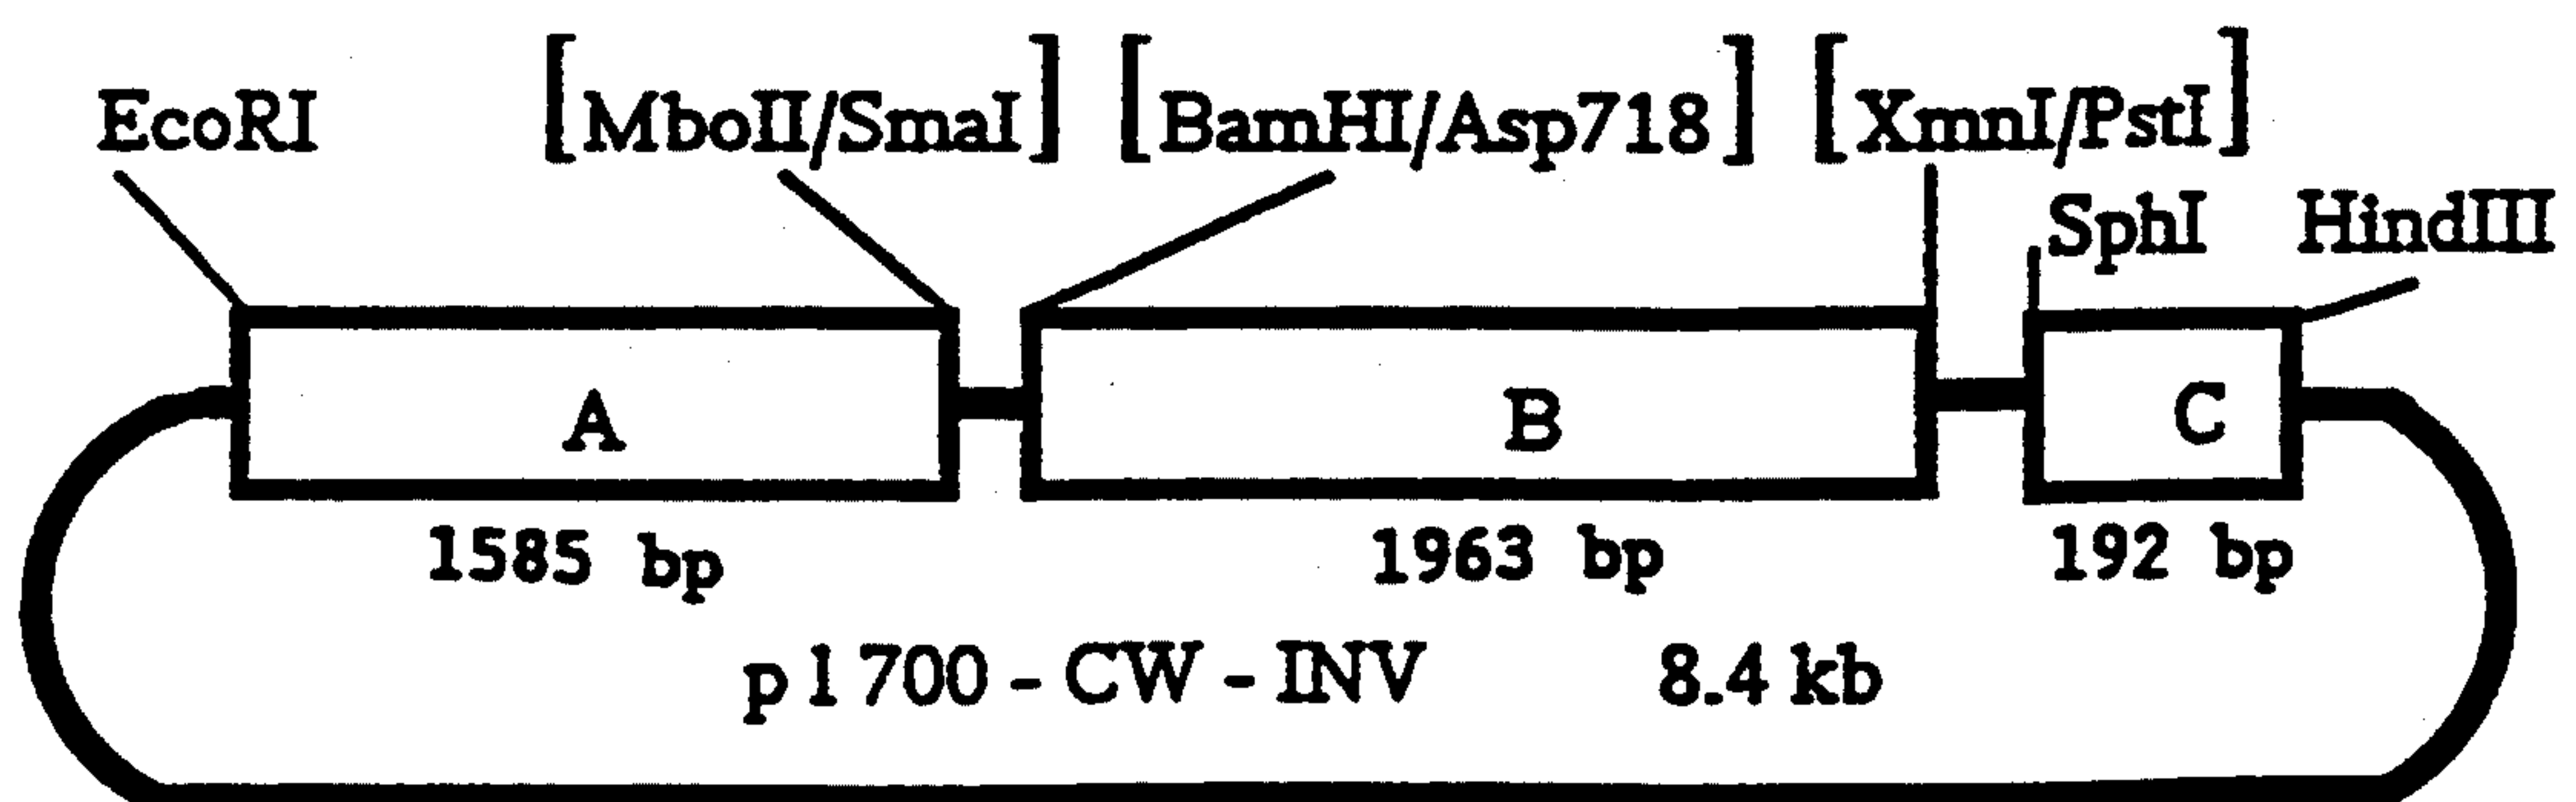 EcoRI [MboII/SmaI] [BamHI/Asp718] [XmnI/PstI]
SphI HindIII
A B C
1585 bp 1963 bp 192 bp
p1700-CW-INV 8.4 kb